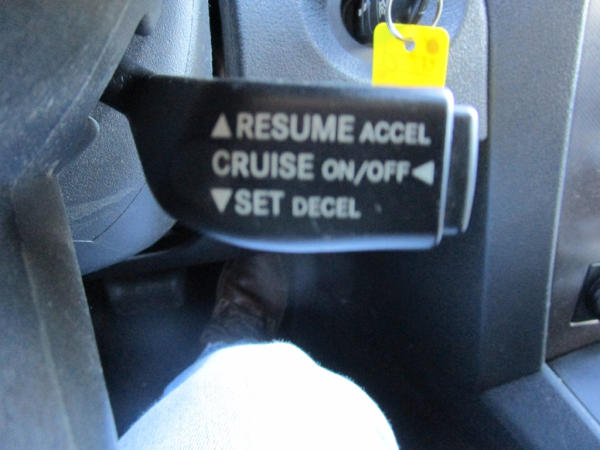 ▲RESUME ACCEL
CRUISE ON/OFF◀
▼SET DECEL